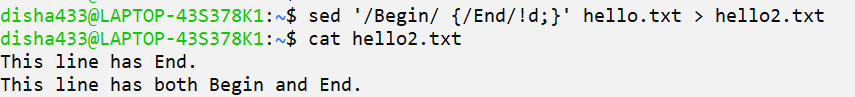 disha433@LAPTOP-43S378K1:~$ sed '/Begin/ {/End/!d;}' hello.txt > hello2.txt
disha433@LAPTOP-43S378K1:~$ cat hello2.txt
This line has End.
This line has both Begin and End.